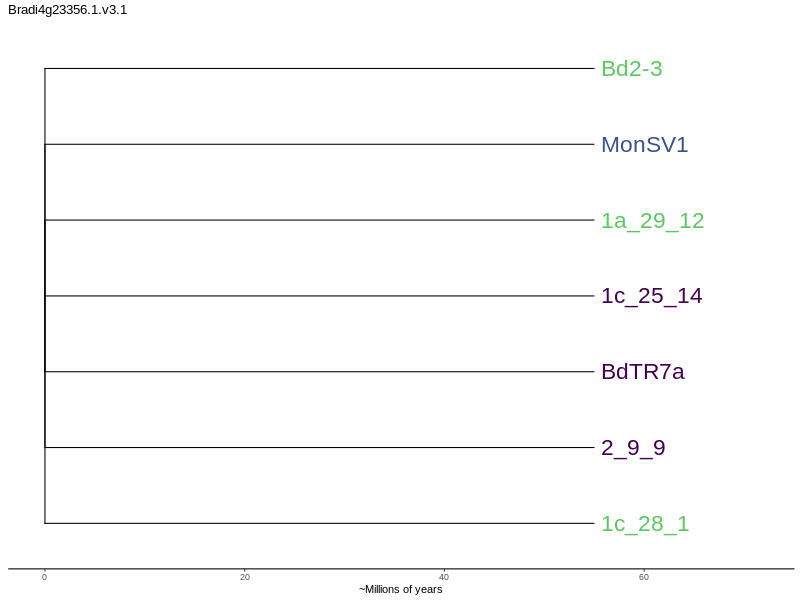 Bradi4g23356.1.v3.1
Bd2-3
MonSV1
1a_29_12
1c_25_14
BdTR7a
2_9_9
1c_28_1
0 20 40 60
~Millions of years